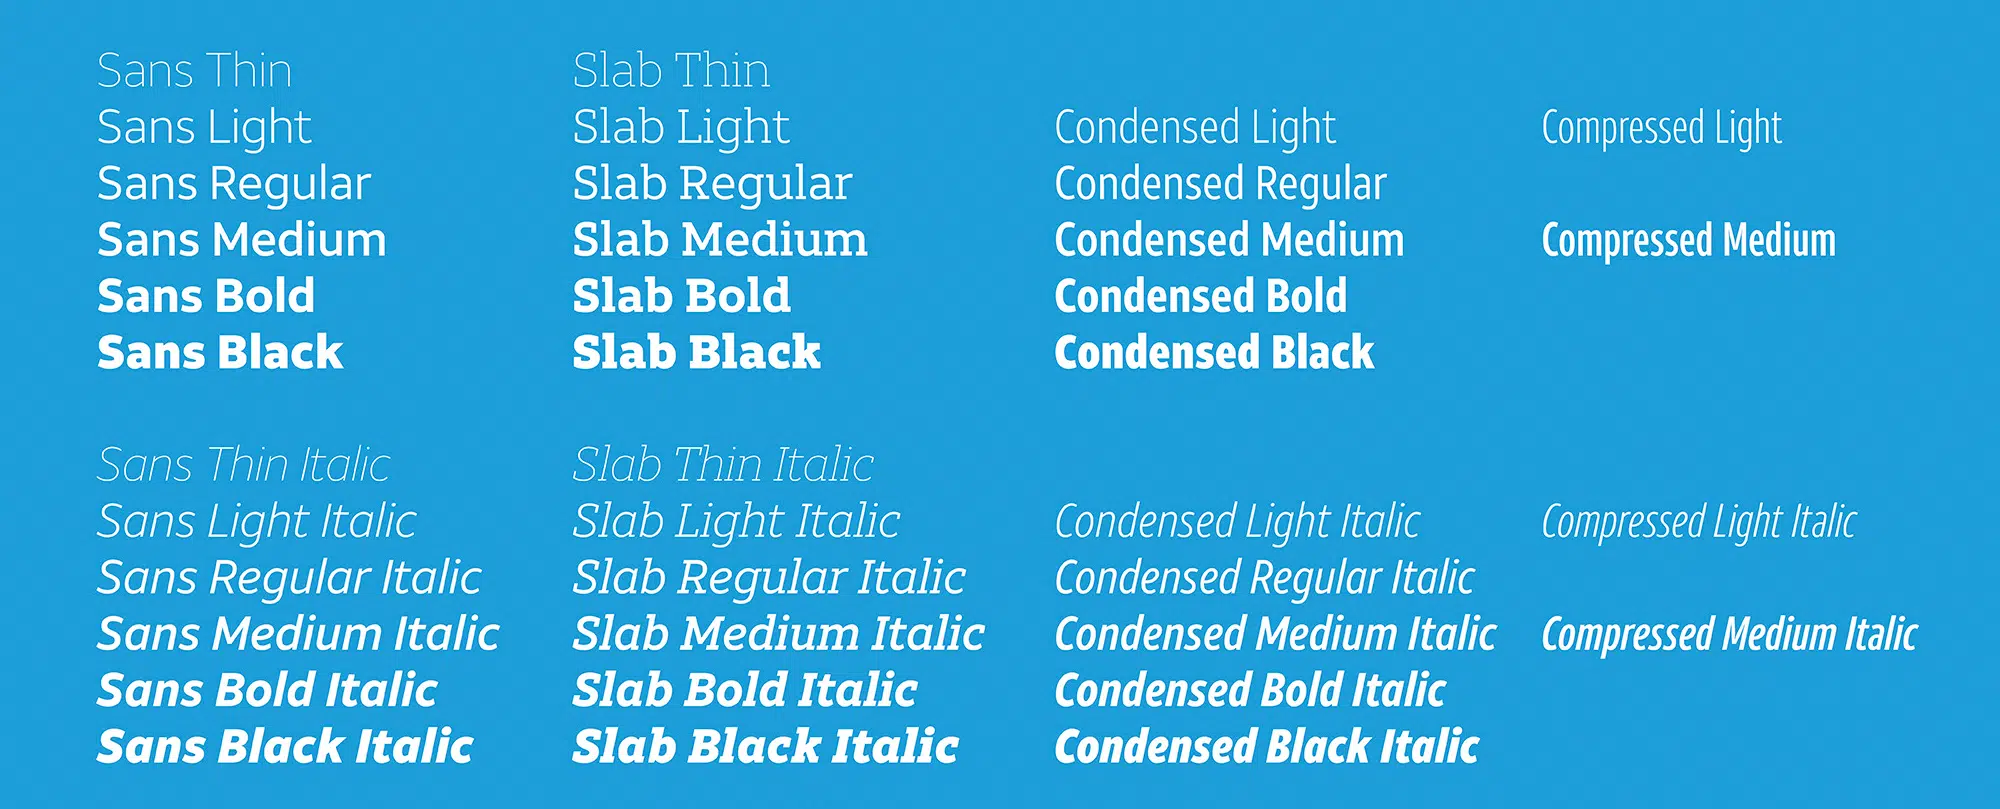 Sans Thin
Sans Light
Sans Regular
Sans Medium
Sans Bold
Sans Black
Slab Thin
Slab Light
Slab Regular
Slab Medium
Slab Bold
Slab Black
Condensed Light
Condensed Regular
Condensed Medium
Condensed Bold
Condensed Black
Compressed Light
Compressed Medium
Sans Thin Italic
Sans Light Italic
Sans Regular Italic
Sans Medium Italic
Sans Bold Italic
Sans Black Italic
Slab Thin Italic
Slab Light Italic
Slab Regular Italic
Slab Medium Italic
Slab Bold Italic
Slab Black Italic
Condensed Light Italic
Condensed Regular Italic
Condensed Medium Italic
Condensed Bold Italic
Condensed Black Italic
Compressed Light Italic
Compressed Medium Italic